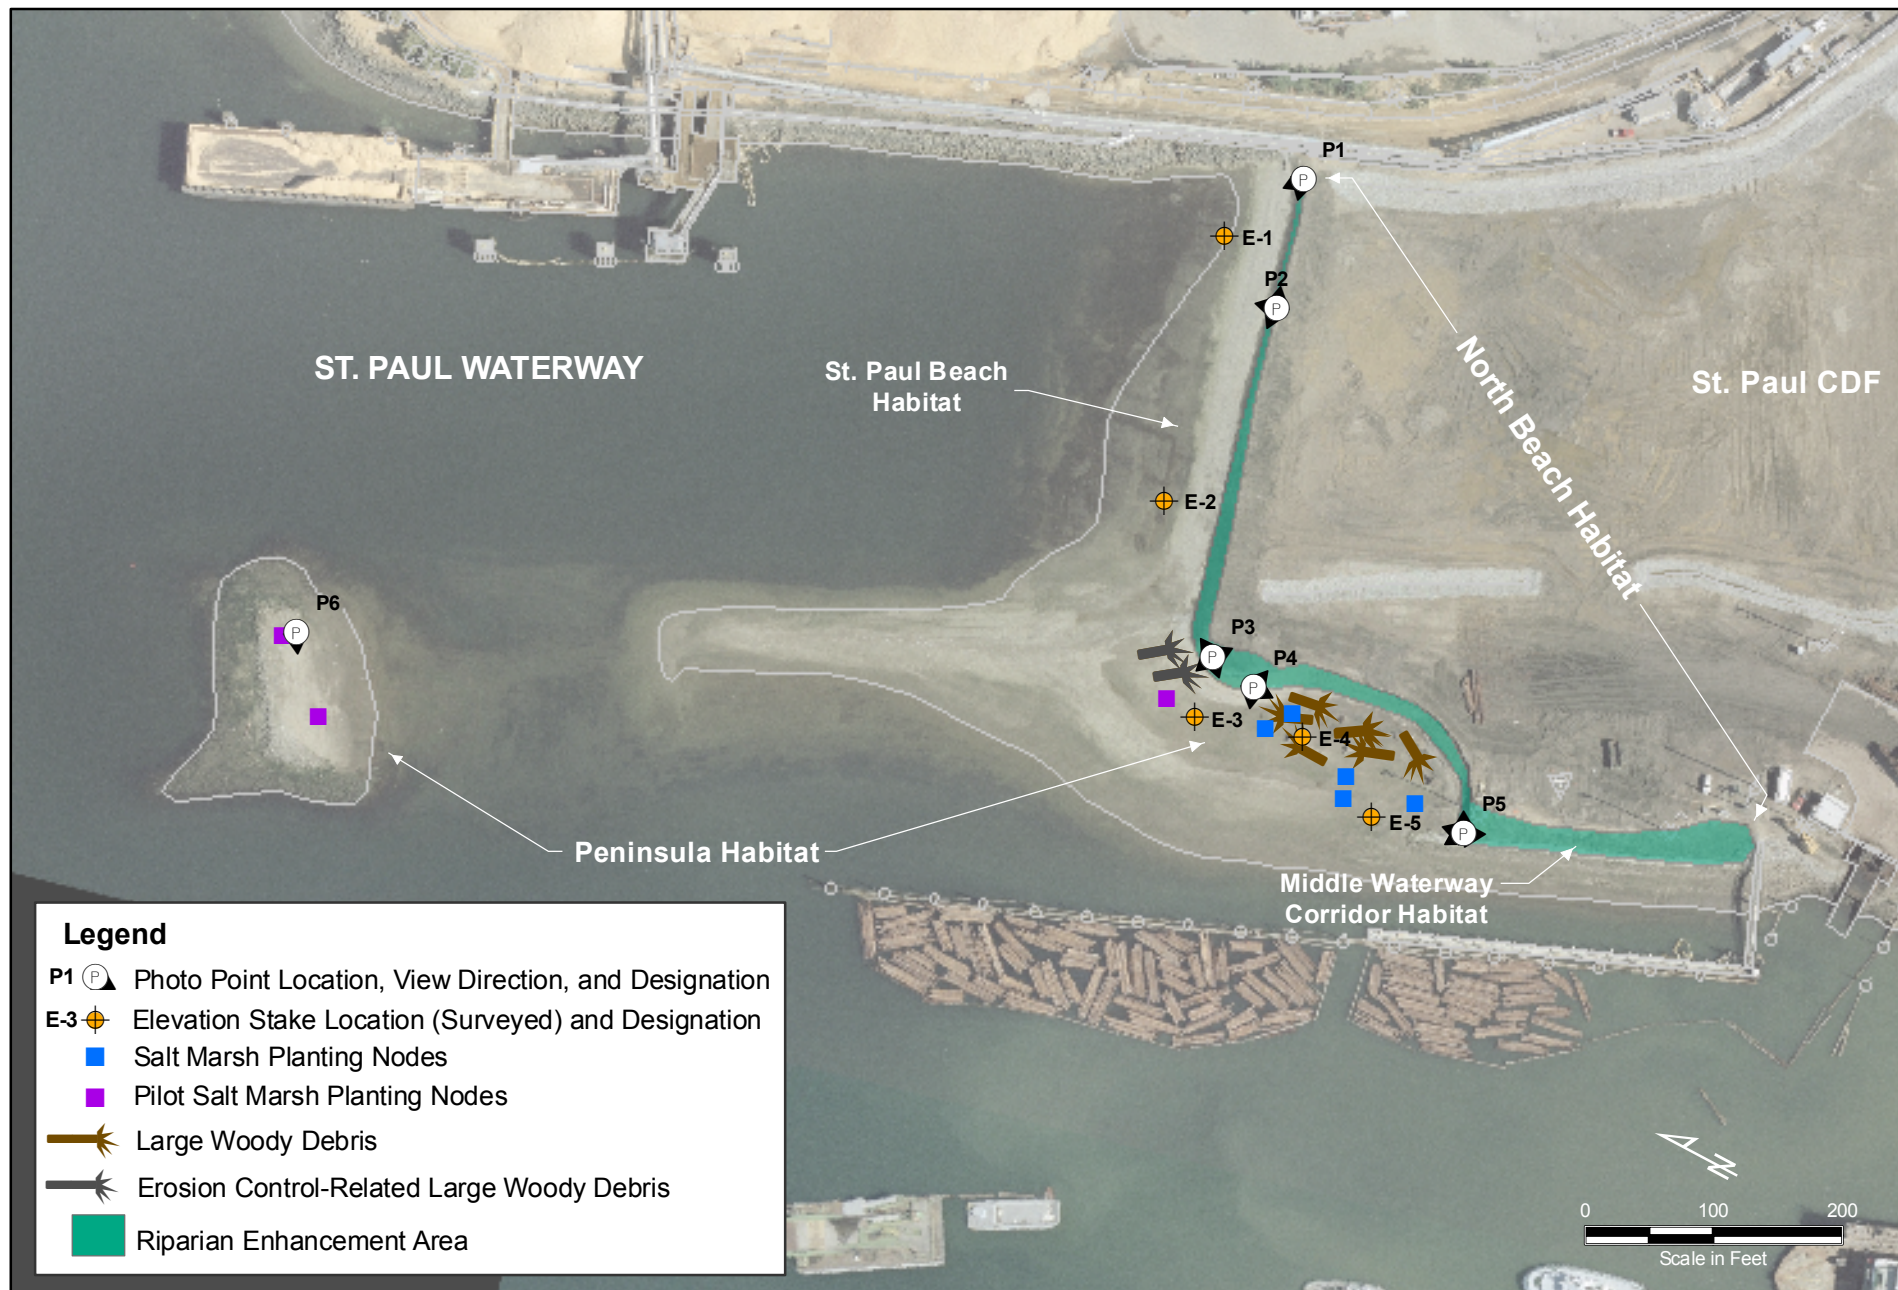 P1
E-1
P2
ST. PAUL WATERWAY
St. Paul Beach
Habitat
North Beach Habitat
St. Paul CDF
E-2
P6
P3
P4
E-3
E-4
E-5
P5
Peninsula Habitat
Middle Waterway
Corridor Habitat
Legend
P1 P Photo Point Location, View Direction, and Designation
E-3 Elevation Stake Location (Surveyed) and Designation
Salt Marsh Planting Nodes
Pilot Salt Marsh Planting Nodes
Large Woody Debris
Erosion Control-Related Large Woody Debris
Riparian Enhancement Area
N
0 100 200
Scale in Feet
P
P
P
P
P
P